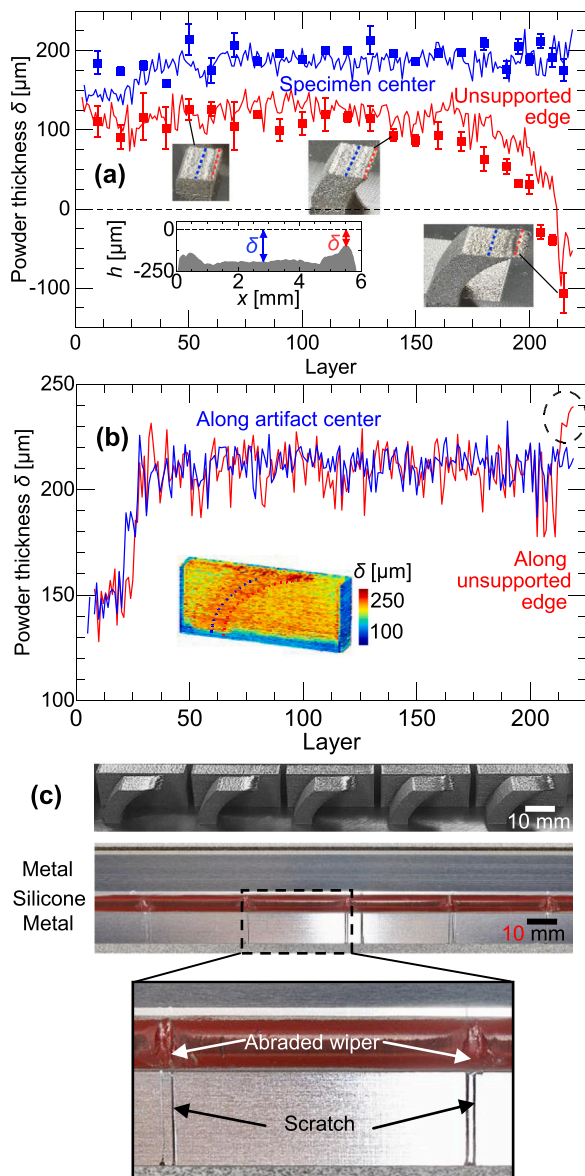 200
150
100
50
0
-100
Powder thickness δ [µm]
Specimen center
Unsupported
edge
(a)
h [µm]
0
-250
δ
δ
0 2 4 6
x [mm]
0 50 100 150 200
Layer
250
200
150
100
Powder thickness δ [µm]
Along artifact center
(b)
δ [µm]
250
100
Along
unsupported
edge
0 50 100 150 200
Layer
(c)
10 mm
Metal
Silicone
Metal
10 mm
Abraded wiper
Scratch